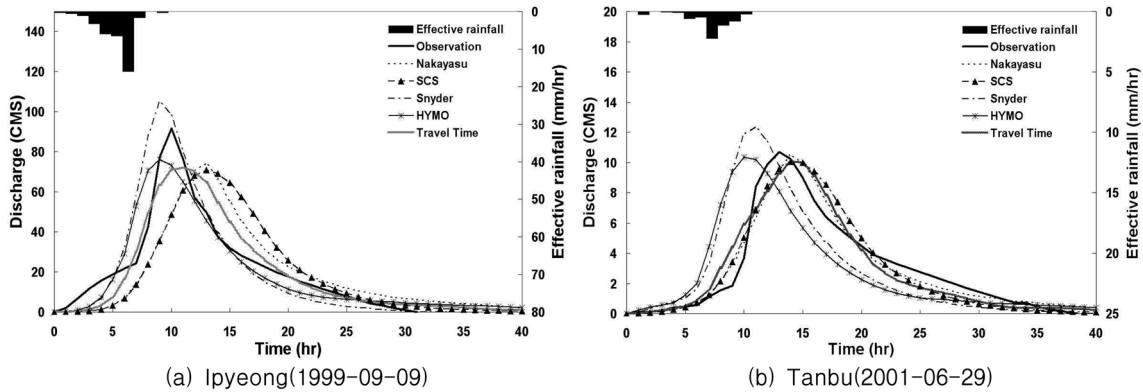 150
140
120
100
80
60
40
20
0
Discharge (CMS)
0
10
20
30
40
50
60
70
80
Effective rainfall (mm/hr)
Effective rainfall
Observation
Nakayasu
SCS
Snyder
HYMO
Travel Time
0 5 10 15 20 25 30 35 40
Time (hr)
(a) Ipyeong(1999-09-09)
20
18
16
14
12
10
8
6
4
2
0
Discharge (CMS)
0
5
10
15
20
25
Effective rainfall (mm/hr)
Effective rainfall
Observation
Nakayasu
SCS
Snyder
HYMO
Travel Time
0 5 10 15 20 25 30 35 40
Time (hr)
(b) Tanbu(2001-06-29)